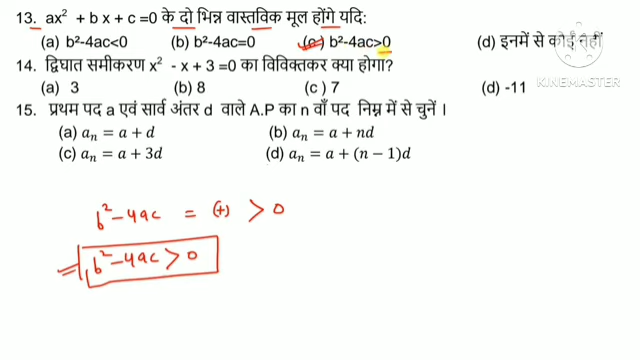 13. ax² + b x + c =0 के दो भिन्न वास्तविक मूल होंगे यदि:
(a) b²-4ac<0 (b) b²-4ac=0 (c ) b²-4ac>0 (d) इनमें से कोई नहीं
14. द्विघात समीकरण x² - x + 3 =0 का विविक्तकर क्या होगा?
(a) 3 (b) 8 (c ) 7 (d) -11
KINEMASTER
15. प्रथम पद a एवं सार्व अंतर d वाले A.P का n वाँ पद निम्न में से चुनें ।
(a) aₙ = a + d (b) aₙ = a + nd
(c) aₙ = a + 3d (d) aₙ = a + (n − 1)d
b²-4ac = (+) > 0
b²-4ac > 0